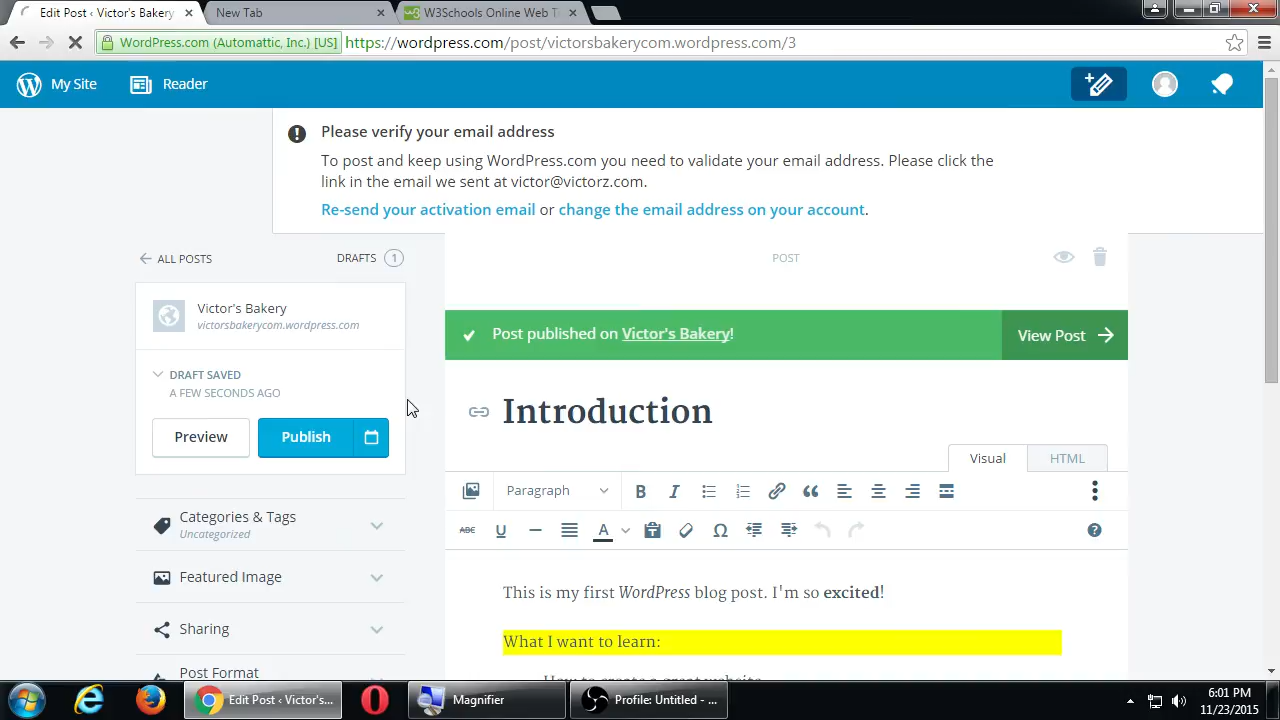 Edit Post ‹ Victor's Bakery
New Tab
W3Schools Online Web T
WordPress.com (Automattic, Inc.) [US]
https://wordpress.com/post/victorsbakerycom.wordpress.com/3
My Site
Reader
Please verify your email address
To post and keep using WordPress.com you need to validate your email address. Please click the
link in the email we sent at victor@victorz.com.
Re-send your activation email or change the email address on your account.
ALL POSTS
DRAFTS 1
POST
Victor's Bakery
victorsbakerycom.wordpress.com
Post published on Victor's Bakery!
View Post
DRAFT SAVED
A FEW SECONDS AGO
Preview
Publish
Introduction
Visual
HTML
Paragraph
B I
ABC U A Ω
Categories & Tags
Uncategorized
Featured Image
Sharing
Post Format
This is my first WordPress blog post. I'm so excited!
What I want to learn:
How to create a great website
Edit Post ‹ Victor's...
Magnifier
Profile: Untitled - ...
6:01 PM
11/23/2015